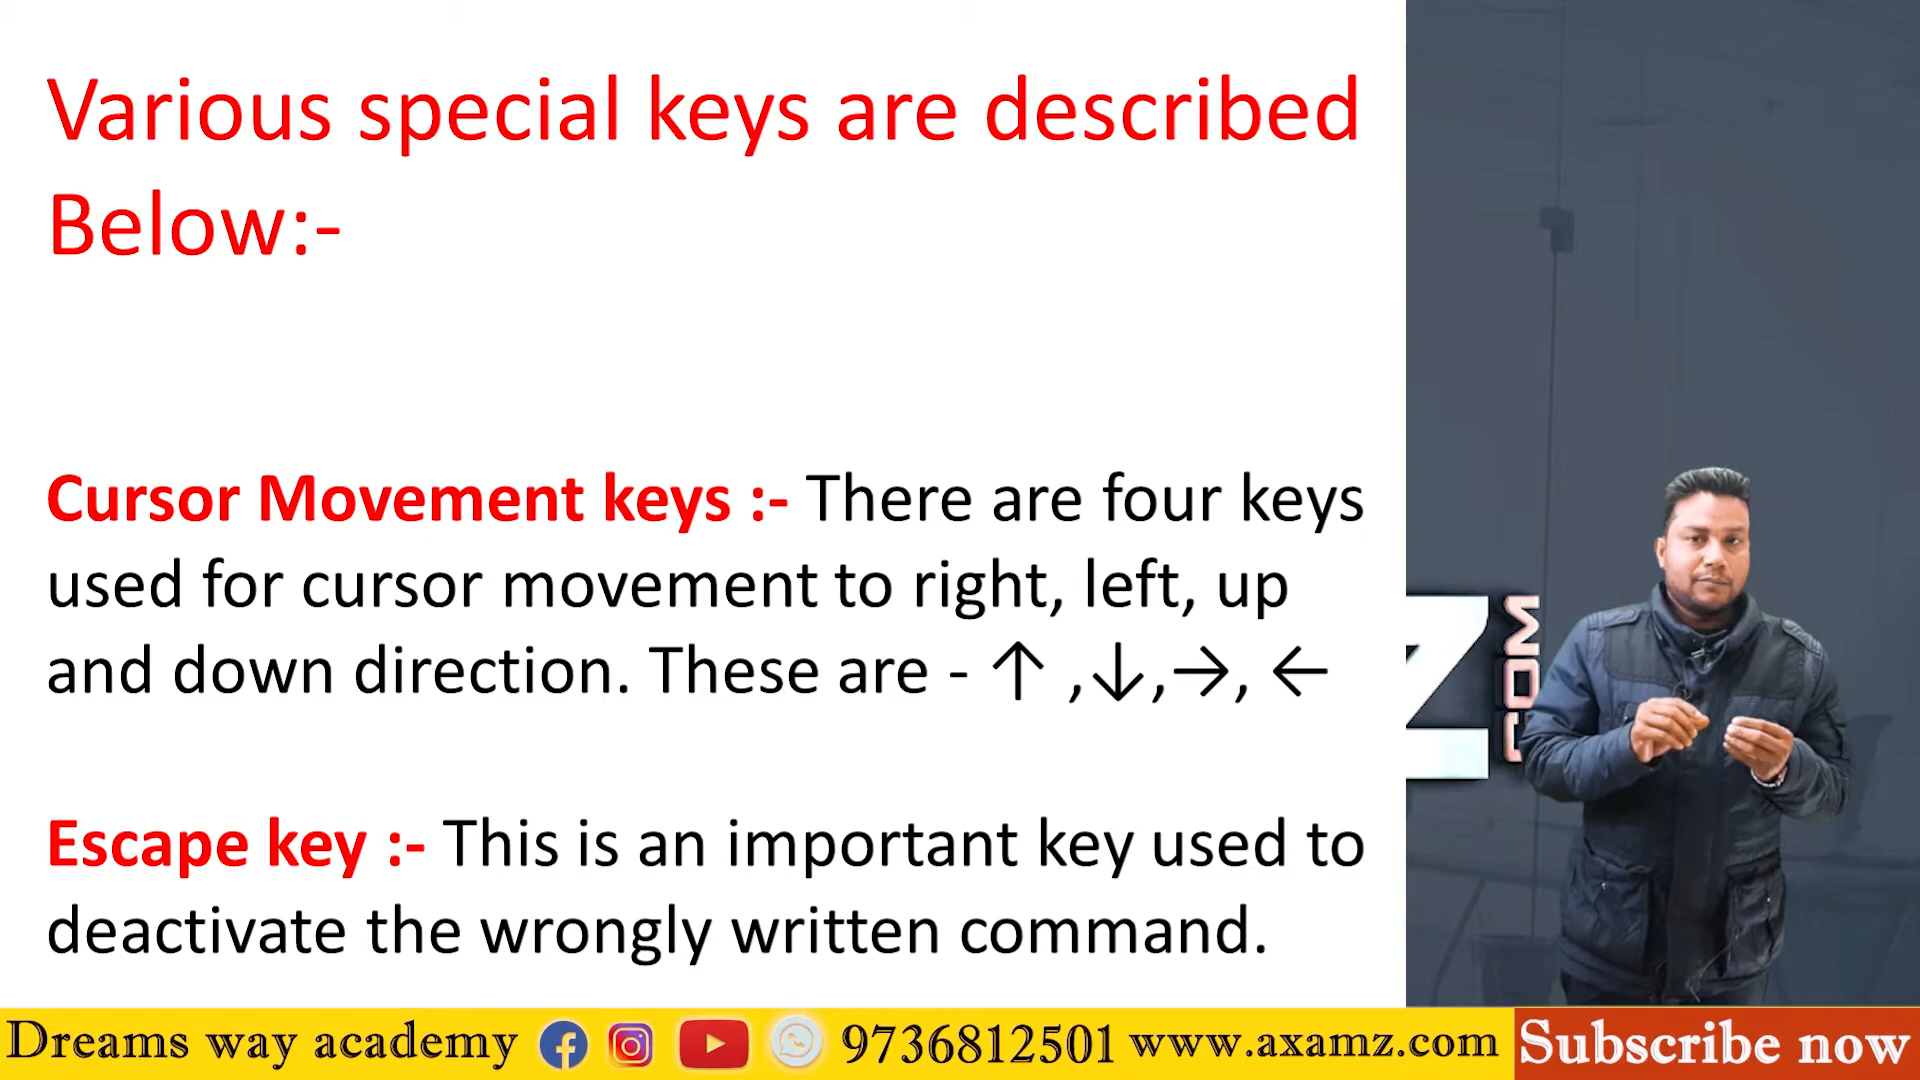 Various special keys are described
Below:-
Cursor Movement keys :- There are four keys
used for cursor movement to right, left, up
and down direction. These are - ↑ ,↓,→, ←
Escape key :- This is an important key used to
deactivate the wrongly written command.
Z
.COM
Dreams way academy 9736812501 www.axamz.com Subscribe now